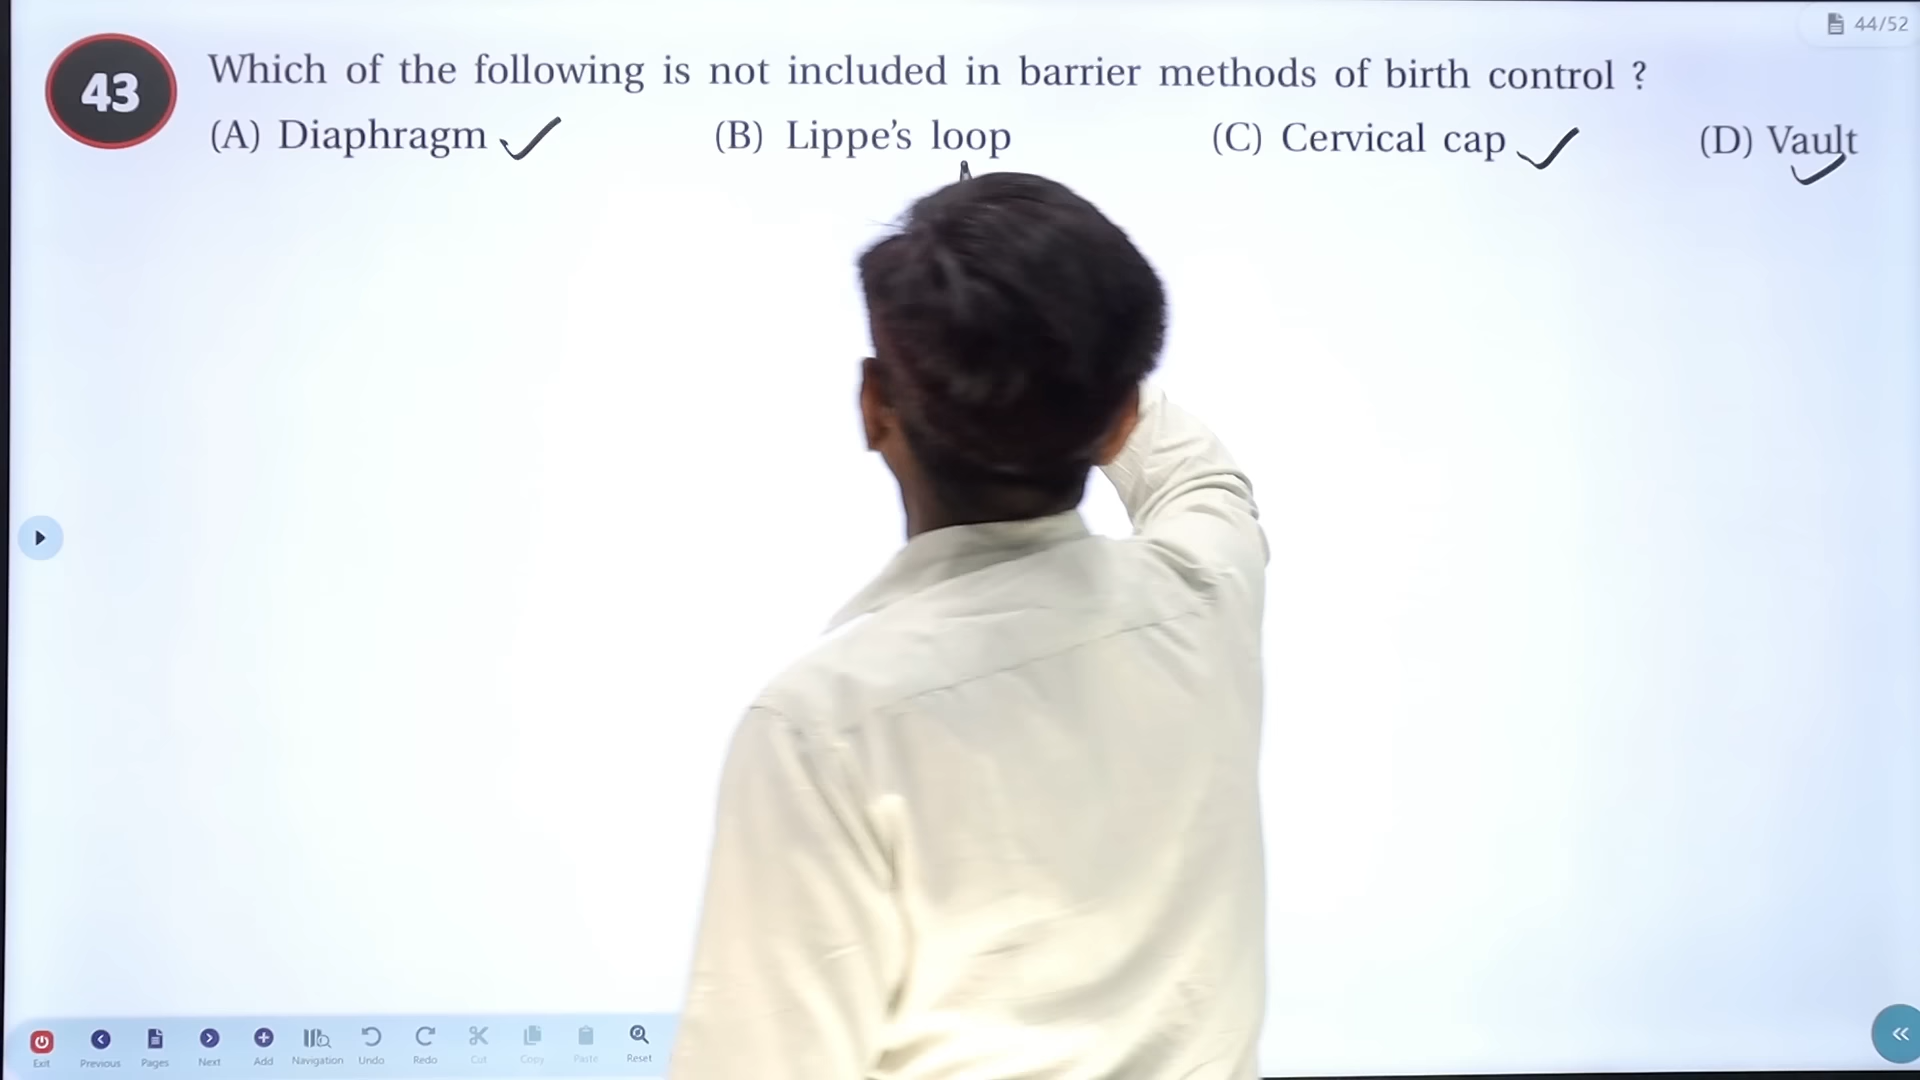 44/52
43 Which of the following is not included in barrier methods of birth control ?
(A) Diaphragm (B) Lippe’s loop (C) Cervical cap (D) Vault
Exit Previous Pages Next Add Navigation Undo Redo Cut Copy Paste Reset